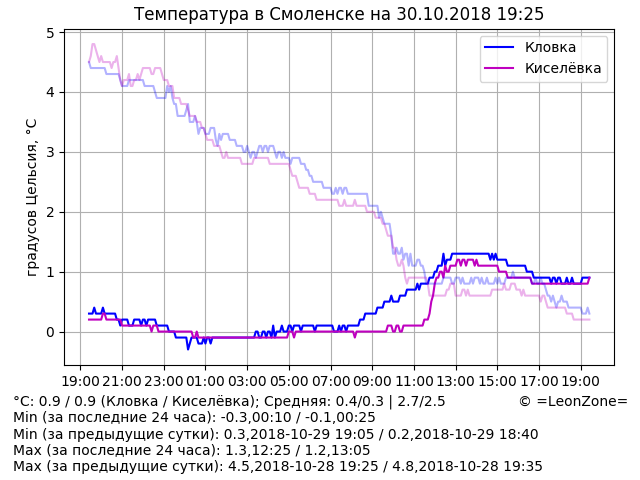 Температура в Смоленске на 30.10.2018 19:25
Кловка
Киселёвка
градусов Цельсия, °C
5
4
3
2
1
0
19:00 21:00 23:00 01:00 03:00 05:00 07:00 09:00 11:00 13:00 15:00 17:00 19:00
°C: 0.9 / 0.9 (Кловка / Киселёвка); Средняя: 0.4/0.3 | 2.7/2.5 © =LeonZone=
Min (за последние 24 часа): -0.3,00:10 / -0.1,00:25
Min (за предыдущие сутки): 0.3,2018-10-29 19:05 / 0.2,2018-10-29 18:40
Max (за последние 24 часа): 1.3,12:25 / 1.2,13:05
Max (за предыдущие сутки): 4.5,2018-10-28 19:25 / 4.8,2018-10-28 19:35